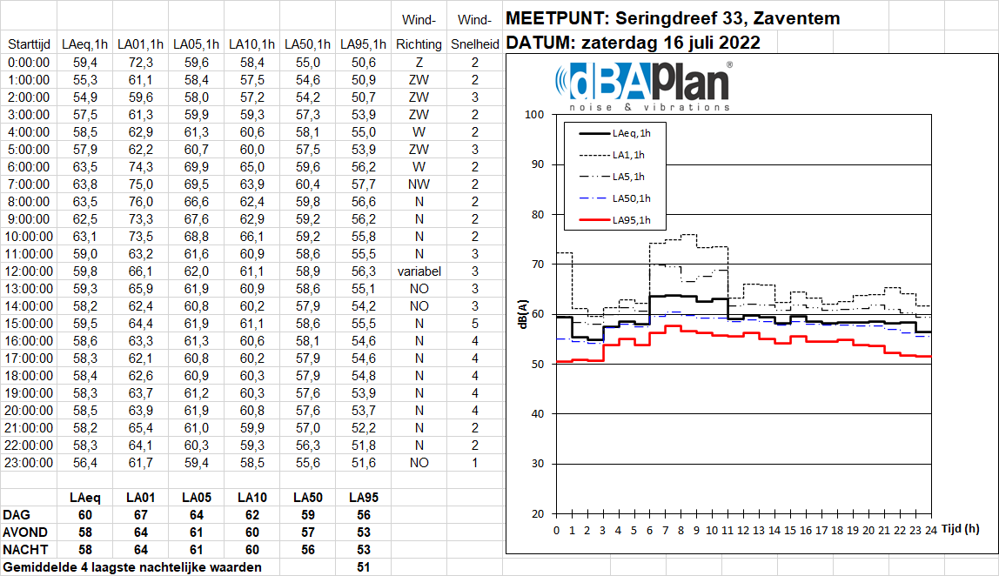 MEETPUNT: Seringdreef 33, Zaventem
DATUM: zaterdag 16 juli 2022
Wind- Wind-
Starttijd LAeq,1h LA01,1h LA05,1h LA10,1h LA50,1h LA95,1h Richting Snelheid
0:00:00 59,4 72,3 59,6 58,4 55,0 50,6 Z 2
1:00:00 55,3 61,1 58,4 57,5 54,6 50,9 ZW 2
2:00:00 54,9 59,6 58,0 57,2 54,2 50,7 ZW 3
3:00:00 57,5 61,3 59,9 59,3 57,3 53,9 ZW 2
4:00:00 58,5 62,9 61,3 60,6 58,1 55,0 W 2
5:00:00 57,9 62,2 60,7 60,0 57,5 53,9 ZW 3
6:00:00 63,5 74,3 69,9 65,0 59,6 56,2 W 2
7:00:00 63,8 75,0 69,5 63,9 60,4 57,7 NW 2
8:00:00 63,5 76,0 66,6 62,4 59,8 56,6 N 2
9:00:00 62,5 73,3 67,6 62,9 59,2 56,2 N 2
10:00:00 63,1 73,5 68,8 66,1 59,2 55,8 N 2
11:00:00 59,0 63,2 61,6 60,9 58,6 55,5 N 3
12:00:00 59,8 66,1 62,0 61,1 58,9 56,3 variabel 3
13:00:00 59,3 65,9 61,9 60,9 58,6 55,1 NO 3
14:00:00 58,2 62,4 60,8 60,2 57,9 54,2 NO 3
15:00:00 59,5 64,4 61,9 61,1 58,6 55,5 N 5
16:00:00 58,6 63,3 61,3 60,6 58,1 54,6 N 4
17:00:00 58,3 62,1 60,8 60,2 57,9 54,6 N 4
18:00:00 58,4 62,6 60,9 60,3 57,9 54,8 N 4
19:00:00 58,3 63,7 61,2 60,3 57,6 53,9 N 4
20:00:00 58,5 63,9 61,9 60,8 57,6 53,7 N 4
21:00:00 58,2 65,4 61,0 59,9 57,0 52,2 N 2
22:00:00 58,3 64,1 60,3 59,3 56,3 51,8 N 2
23:00:00 56,4 61,7 59,4 58,5 55,6 51,6 NO 1
LAeq LA01 LA05 LA10 LA50 LA95
DAG 60 67 64 62 59 56
AVOND 58 64 61 60 57 53
NACHT 58 64 61 60 56 53
Gemiddelde 4 laagste nachtelijke waarden 51
dBAPlan®
noise & vibrations
LAeq,1h
LA1,1h
LA5,1h
LA50,1h
LA95,1h
dB(A)
100
90
80
70
60
50
40
30
20
0 1 2 3 4 5 6 7 8 9 10 11 12 13 14 15 16 17 18 19 20 21 22 23 24 Tijd (h)